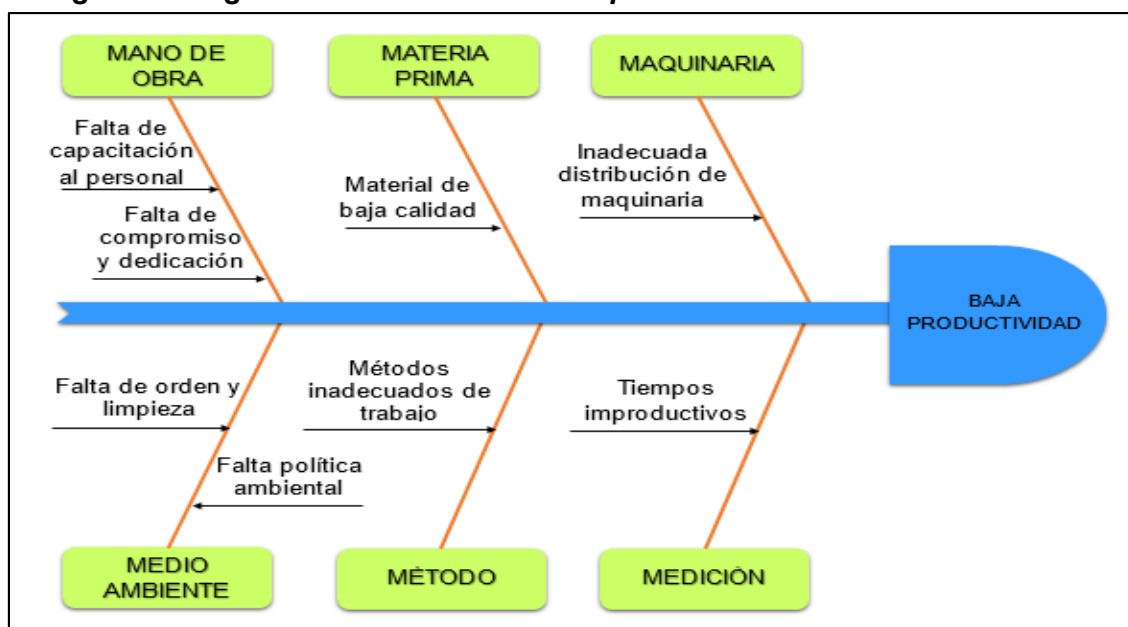 MANO DE
OBRA
MATERIA
PRIMA
MAQUINARIA
Falta de
capacitación
al personal
Falta de
compromiso
y dedicación
Material de
baja calidad
Inadecuada
distribución de
maquinaria
BAJA
PRODUCTIVIDAD
Falta de orden y
limpieza
Falta política
ambiental
Métodos
inadecuados de
trabajo
Tiempos
improductivos
MEDIO
AMBIENTE
MÉTODO
MEDICIÓN